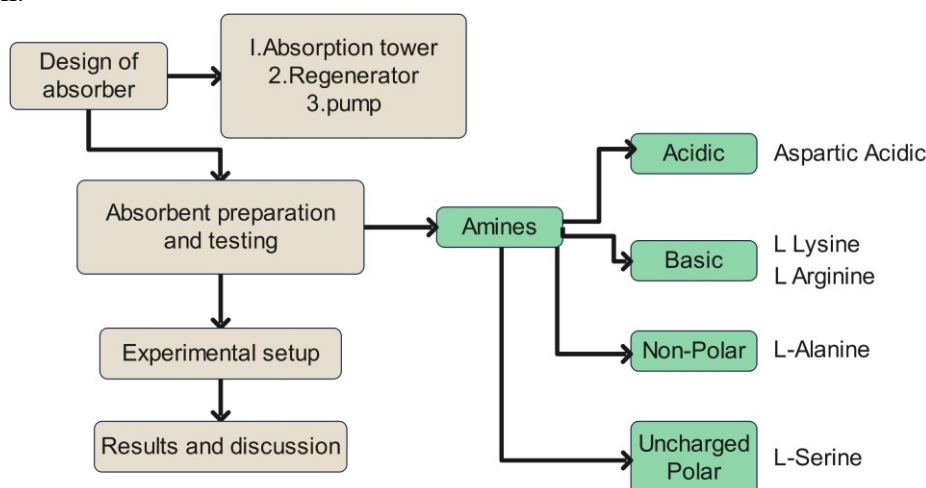 Design of
absorber
1.Absorption tower
2.Regenerator
3.pump
Absorbent preparation
and testing
Experimental setup
Results and discussion
Amines
Acidic
Aspartic Acidic
Basic
L Lysine
L Arginine
Non-Polar
L-Alanine
Uncharged
Polar
L-Serine